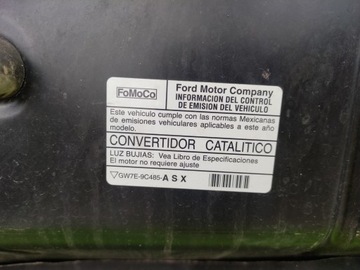 FoMoCo
Ford Motor Company
INFORMACION DEL CONTROL
DE EMISION DEL VEHICULO
Este vehiculo cumple con las normas Mexicanas
de emisiones vehiculares aplicables a este año
modelo.
CONVERTIDOR CATALITICO
LUZ BUJIAS: Vea Libro de Especificaciones
El motor no requiere ajuste
GW7E-9C485-A S X